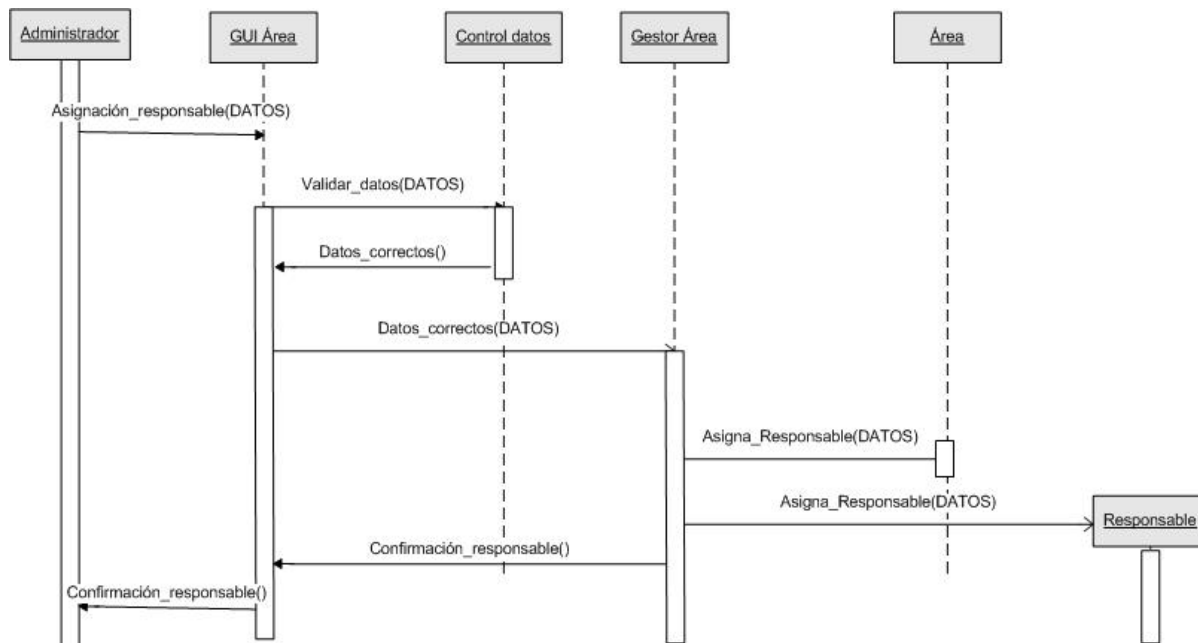 Administrador
GUI Área
Control datos
Gestor Área
Área
Asignación_responsable(DATOS)
Validar_datos(DATOS)
Datos_correctos()
Datos_correctos(DATOS)
Asigna_Responsable(DATOS)
Asigna_Responsable(DATOS)
Responsable
Confirmación_responsable()
Confirmación_responsable()